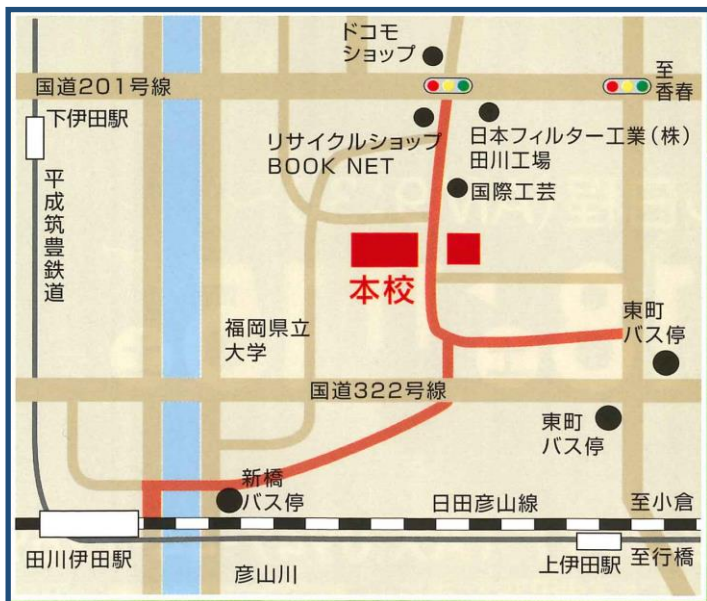 ドコモ
ショップ
国道201号線
至
香春
下伊田駅
リサイクルショップ
BOOK NET
日本フィルター工業(株)
田川工場
国際工芸
平成筑豊鉄道
本校
東町
バス停
福岡県立
大学
国道322号線
東町
バス停
新橋
バス停
日田彦山線
至小倉
田川伊田駅
彦山川
上伊田駅
至行橋